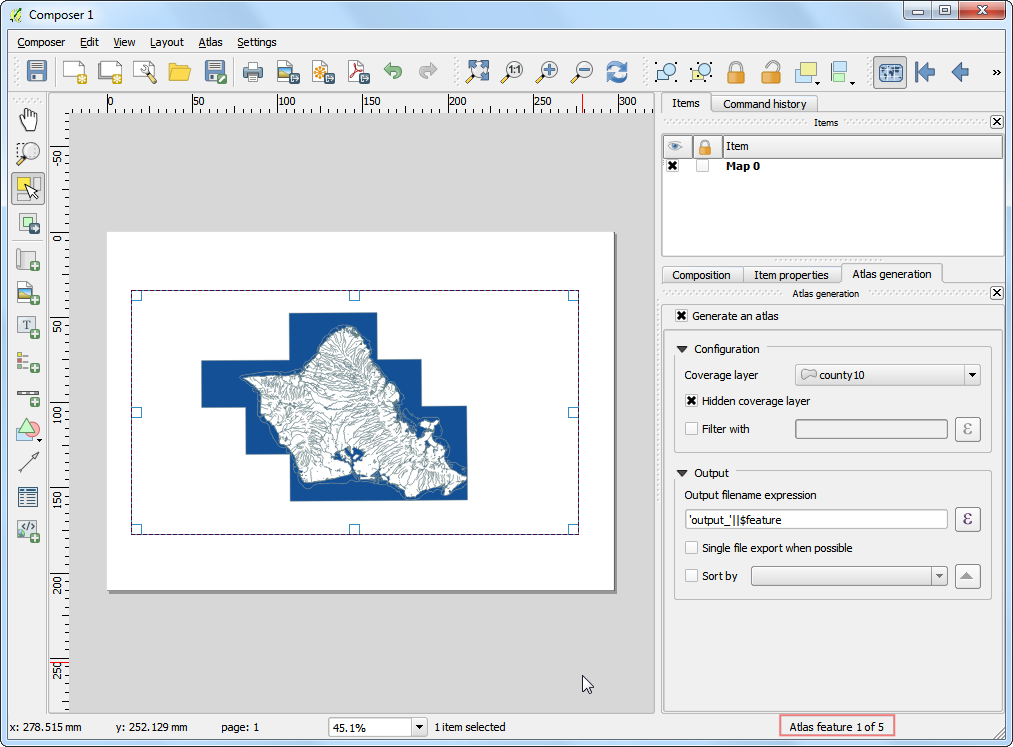 Composer 1
Composer Edit View Layout Atlas Settings
1:1
»
0 50 100 150 200 250 300
-50
0
50
100
150
200
250
T
Items Command history
Items
Item
Map 0
Composition Item properties Atlas generation
Atlas generation
Generate an atlas
Configuration
Coverage layer county10
Hidden coverage layer
Filter with ε
Output
Output filename expression
'output_'||$feature ε
Single file export when possible
Sort by
x: 278.515 mm y: 252.129 mm page: 1 45.1% 1 item selected Atlas feature 1 of 5